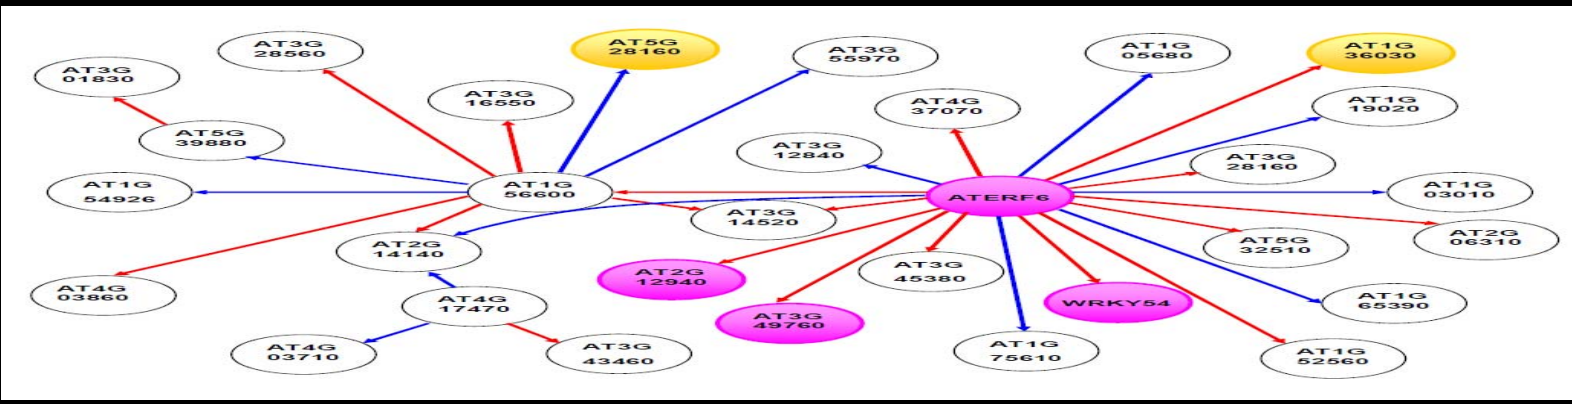 AT3G
28560
AT5G
28160
AT3G
55970
AT1G
05680
AT1G
36030
AT3G
01830
AT3G
16550
AT4G
37070
AT1G
19020
AT5G
39880
AT3G
12840
AT3G
28160
AT1G
54926
AT1G
56600
ATERF6
AT1G
03010
AT3G
14520
AT2G
14140
AT5G
32510
AT2G
06310
AT4G
03860
AT2G
12940
AT3G
45380
AT4G
17470
WRKY54
AT1G
65390
AT3G
49760
AT4G
03710
AT3G
43460
AT1G
75610
AT1G
52560